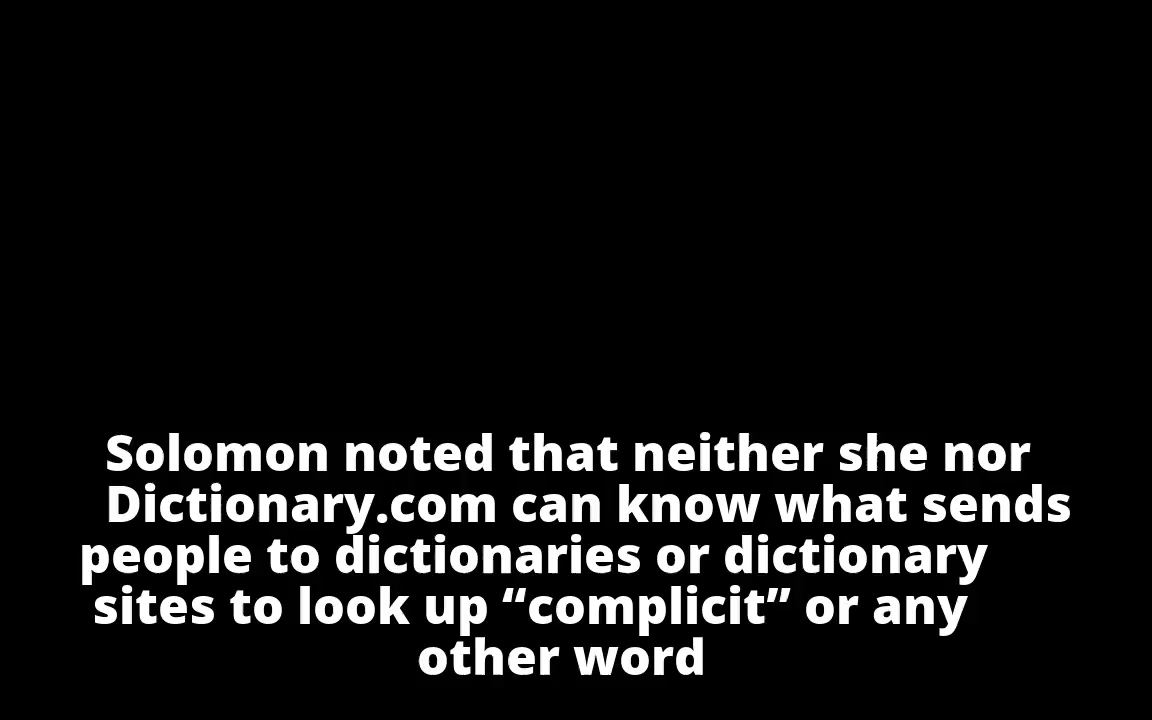 Solomon noted that neither she nor
Dictionary.com can know what sends
people to dictionaries or dictionary
sites to look up “complicit” or any
other word